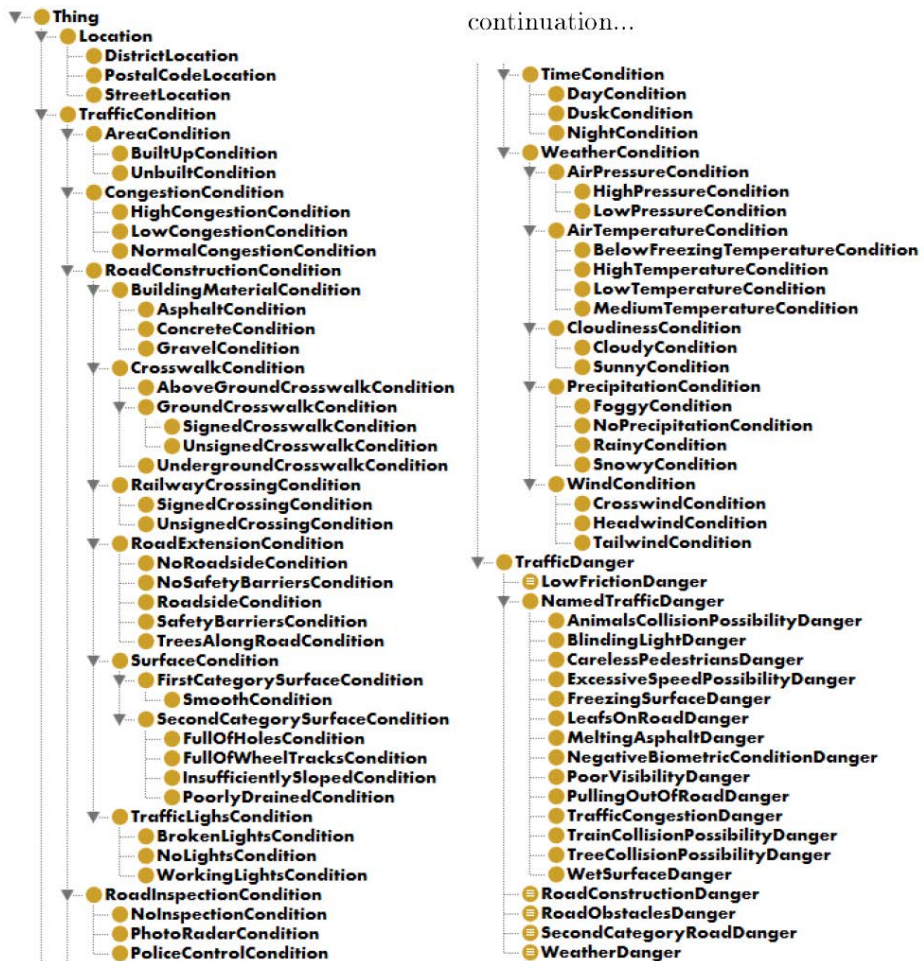 Thing
Location
DistrictLocation
PostalCodeLocation
StreetLocation
TrafficCondition
AreaCondition
BuiltUpCondition
UnbuiltCondition
CongestionCondition
HighCongestionCondition
LowCongestionCondition
NormalCongestionCondition
RoadConstructionCondition
BuildingMaterialCondition
AsphaltCondition
ConcreteCondition
GravelCondition
CrosswalkCondition
AboveGroundCrosswalkCondition
GroundCrosswalkCondition
SignedCrosswalkCondition
UnsignedCrosswalkCondition
UndergroundCrosswalkCondition
RailwayCrossingCondition
SignedCrossingCondition
UnsignedCrossingCondition
RoadExtensionCondition
NoRoadsideCondition
NoSafetyBarriersCondition
RoadsideCondition
SafetyBarriersCondition
TreesAlongRoadCondition
SurfaceCondition
FirstCategorySurfaceCondition
SmoothCondition
SecondCategorySurfaceCondition
FullOfHolesCondition
FullOfWheelTracksCondition
InsufficientlySlopedCondition
PoorlyDrainedCondition
TrafficLighsCondition
BrokenLightsCondition
NoLightsCondition
WorkingLightsCondition
RoadInspectionCondition
NoInspectionCondition
PhotoRadarCondition
PoliceControlCondition
continuation...
TimeCondition
DayCondition
DuskCondition
NightCondition
WeatherCondition
AirPressureCondition
HighPressureCondition
LowPressureCondition
AirTemperatureCondition
BelowFreezingTemperatureCondition
HighTemperatureCondition
LowTemperatureCondition
MediumTemperatureCondition
CloudinessCondition
CloudyCondition
SunnyCondition
PrecipitationCondition
FoggyCondition
NoPrecipitationCondition
RainyCondition
SnowyCondition
WindCondition
CrosswindCondition
HeadwindCondition
TailwindCondition
TrafficDanger
LowFrictionDanger
NamedTrafficDanger
AnimalsCollisionPossibilityDanger
BlindingLightDanger
CarelessPedestriansDanger
ExcessiveSpeedPossibilityDanger
FreezingSurfaceDanger
LeafsOnRoadDanger
MeltingAsphaltDanger
NegativeBiometricConditionDanger
PoorVisibilityDanger
PullingOutOfRoadDanger
TrafficCongestionDanger
TrainCollisionPossibilityDanger
TreeCollisionPossibilityDanger
WetSurfaceDanger
RoadConstructionDanger
RoadObstaclesDanger
SecondCategoryRoadDanger
WeatherDanger